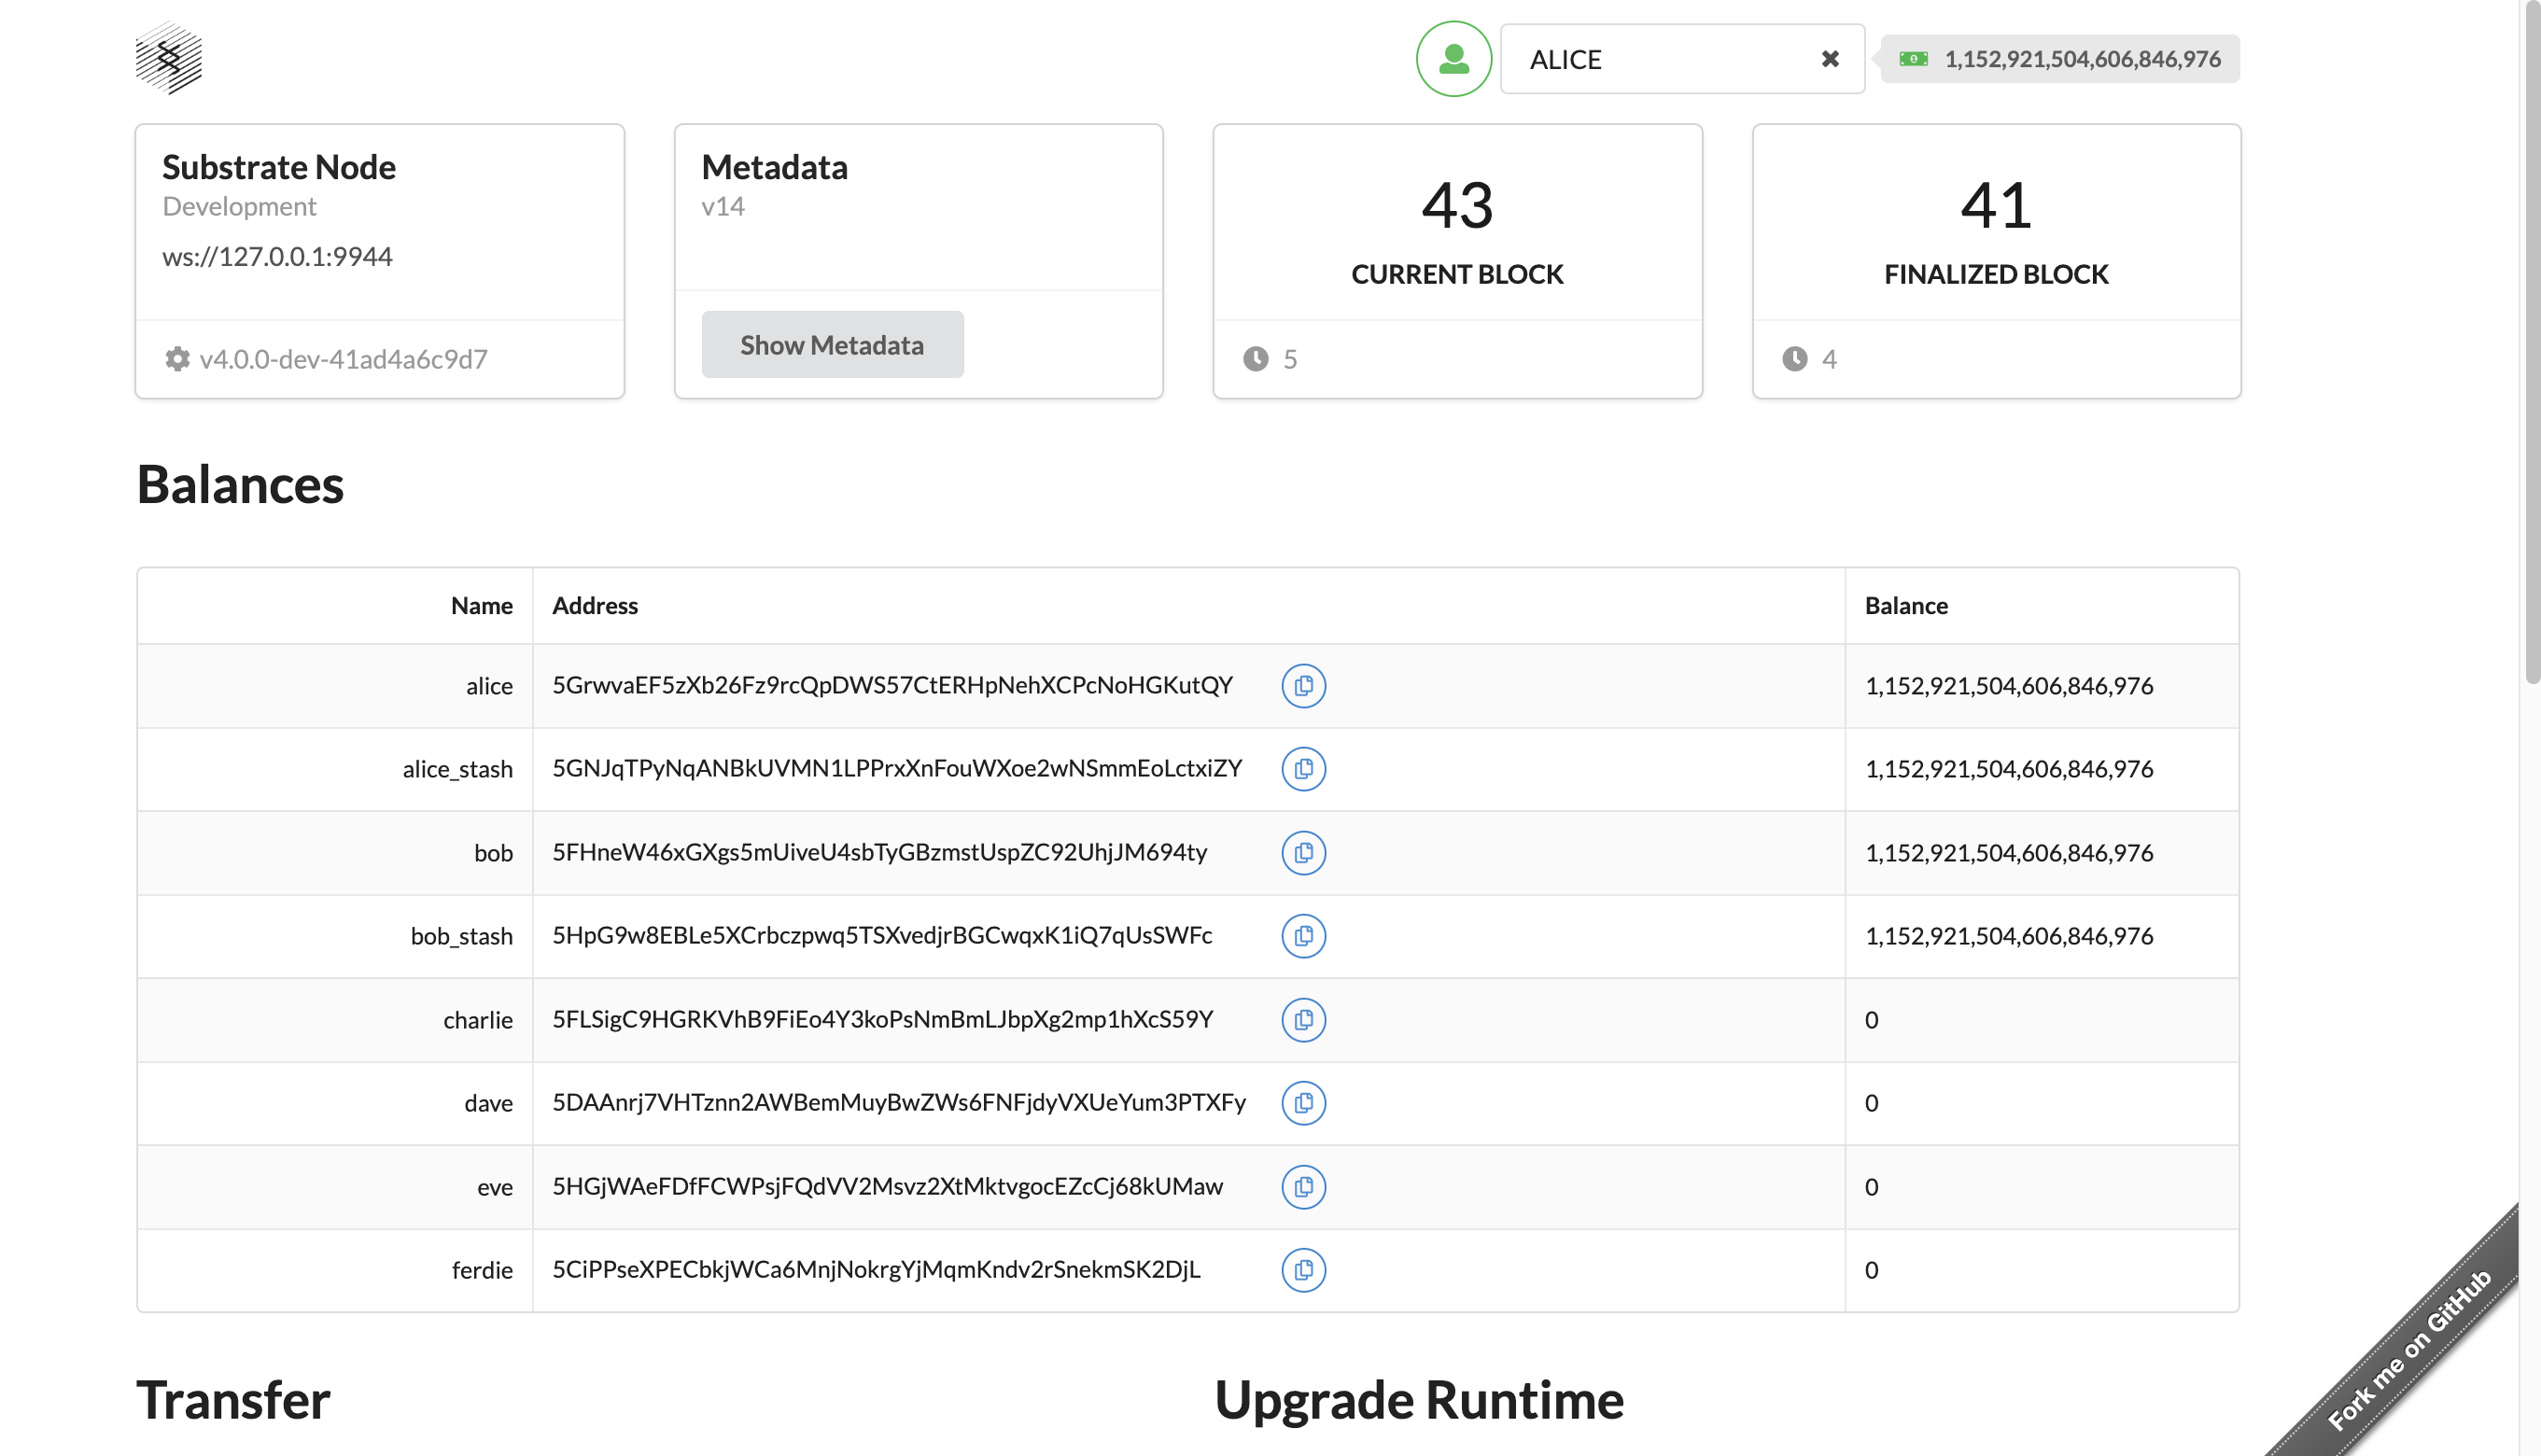 ALICE
1,152,921,504,606,846,976
Substrate Node
Development
ws://127.0.0.1:9944
v4.0.0-dev-41ad4a6c9d7
Metadata
v14
Show Metadata
43
CURRENT BLOCK
5
41
FINALIZED BLOCK
4
Balances
Name Address Balance
alice 5GrwvaEF5zXb26Fz9rcQpDWS57CtERHpNehXCPcNoHGKutQY 1,152,921,504,606,846,976
alice_stash 5GNJqTPyNqANBkUVMN1LPPrxXnFouWXoe2wNSmmEoLctxiZY 1,152,921,504,606,846,976
bob 5FHneW46xGXgs5mUiveU4sbTyGBzmstUspZC92UhjJM694ty 1,152,921,504,606,846,976
bob_stash 5HpG9w8EBLe5XCrbczpwq5TSXvedjrBGCwqxK1iQ7qUsSWFc 1,152,921,504,606,846,976
charlie 5FLSigC9HGRKVhB9FiEo4Y3koPsNmBmLJbpXg2mp1hXcS59Y 0
dave 5DAAnrj7VHTznn2AWBemMuyBwZWs6FNFjdyVXUeYum3PTXFy 0
eve 5HGjWAeFDfFCWPsjFQdVV2Msvz2XtMktvgocEZcCj68kUMaw 0
ferdie 5CiPPseXPECbkjWCa6MnjNokrgYjMqmKndv2rSnekmSK2DjL 0
Transfer
Upgrade Runtime
Fork me on GitHub